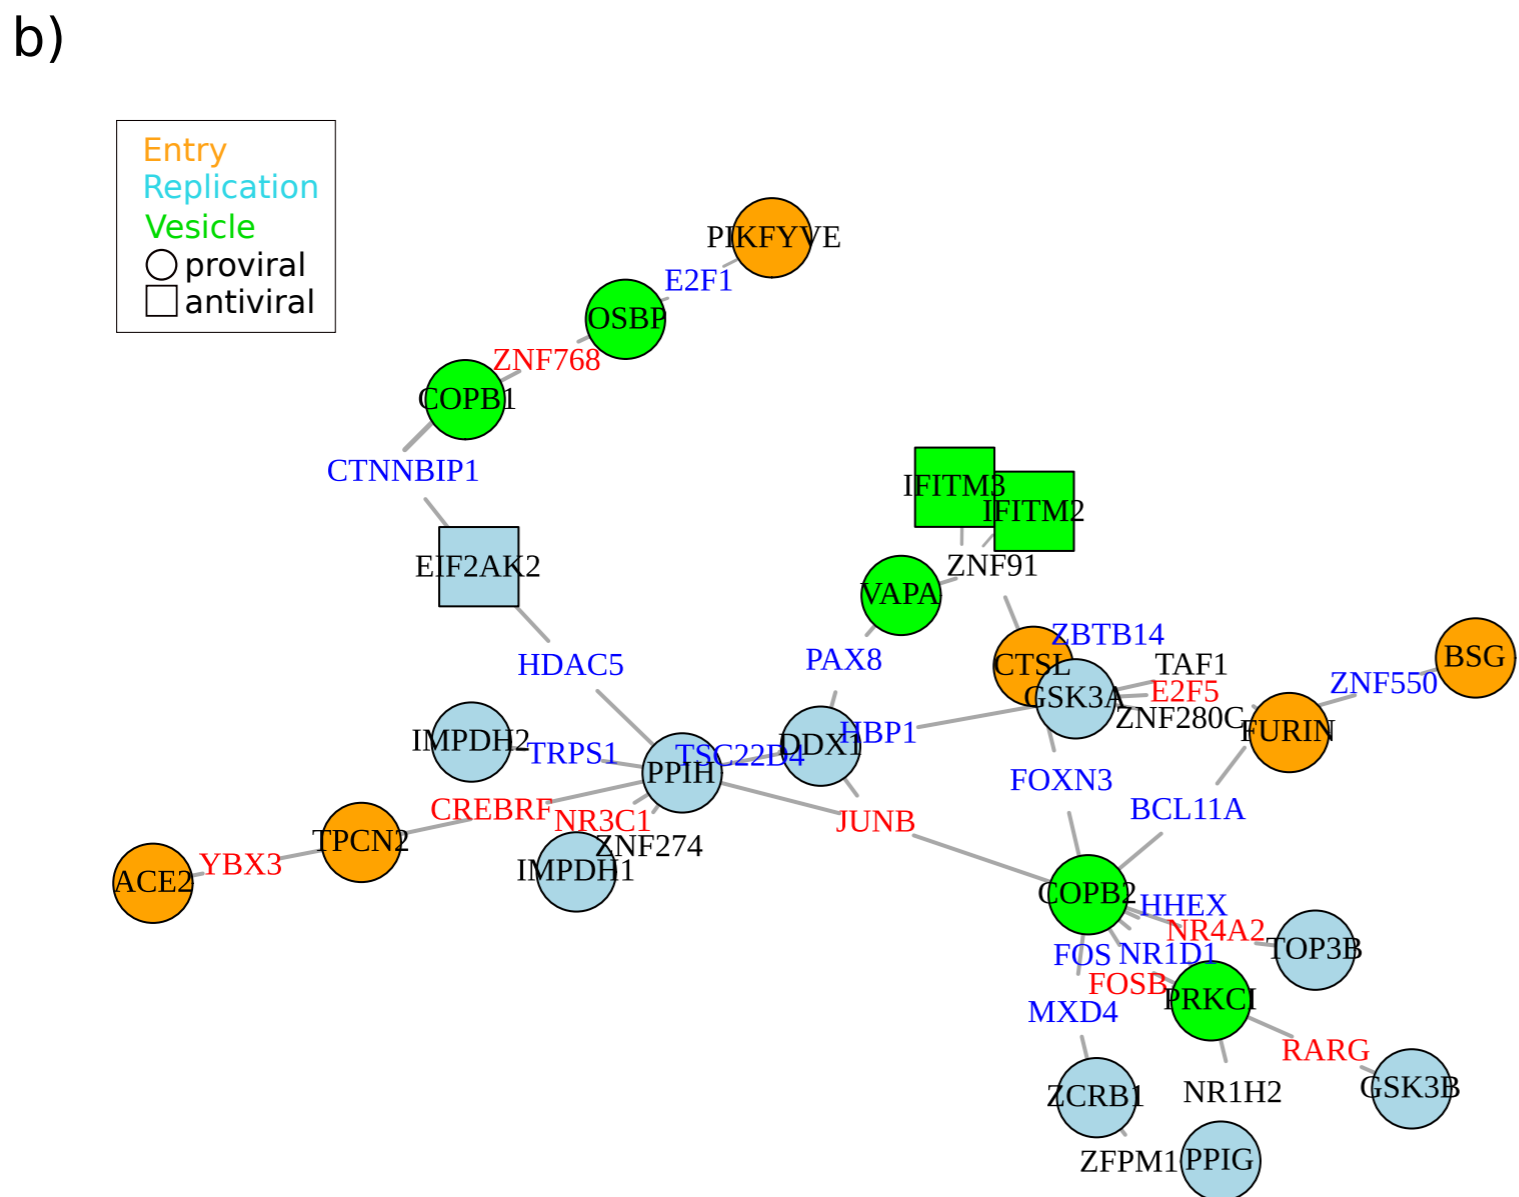 b)
Entry
Replication
Vesicle
proviral
antiviral
PIKFYVE
E2F1
OSBP
ZNF768
COPB1
CTNNBIP1
IFITM3
IFITM2
EIF2AK2
ZNF91
VAPA
ZBTB14
PAX8
HDAC5
CTSL
TAF1
BSG
ZNF550
E2F5
GSK3A
ZNF280C
FURIN
HBP1
IMPDH2
DDX1
TRPS1
TSC22D4
PPIH
FOXN3
CREBRF
BCL11A
NR3C1
JUNB
TPCN2
ZNF274
YBX3
IMPDH1
ACE2
COPB2
HHEX
NR4A2
TOP3B
FOS
NR1D1
FOSB
PRKCI
MXD4
RARG
GSK3B
NR1H2
ZCRB1
ZFPM1
PPIG